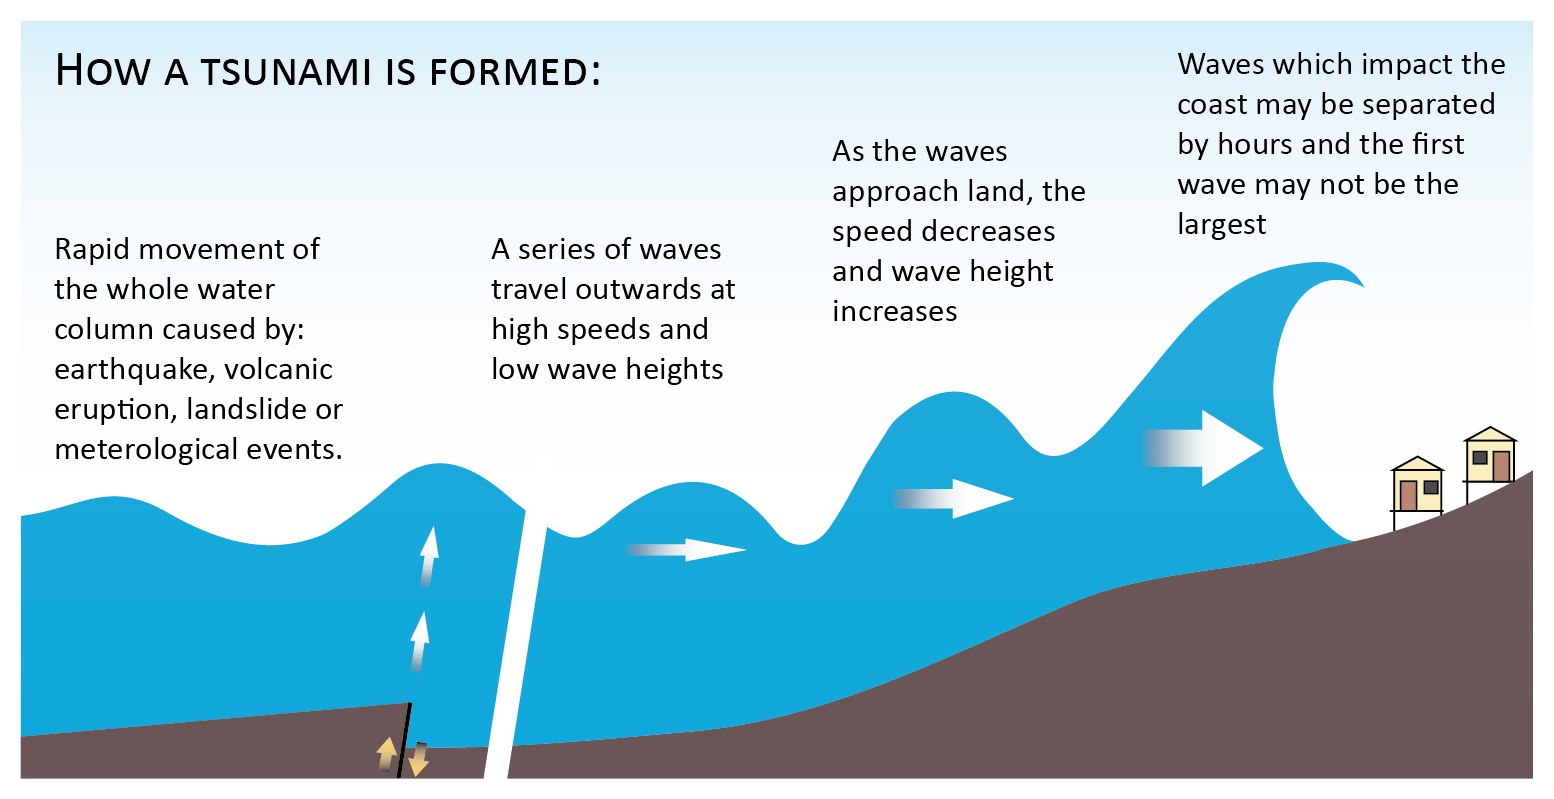 HOW A TSUNAMI IS FORMED:
Rapid movement of
the whole water
column caused by:
earthquake, volcanic
eruption, landslide or
meterological events.
A series of waves
travel outwards at
high speeds and
low wave heights
As the waves
approach land, the
speed decreases
and wave height
increases
Waves which impact the
coast may be separated
by hours and the first
wave may not be the
largest